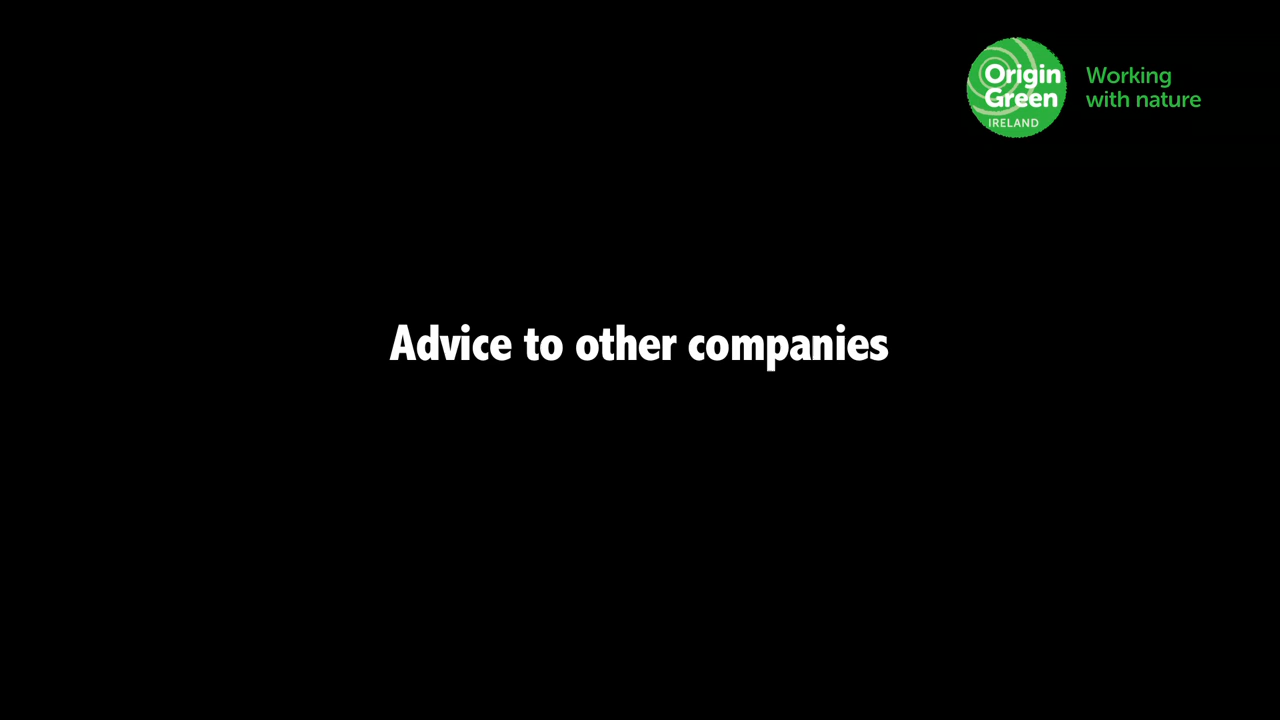 Origin
Green
IRELAND
Working
with nature
Advice to other companies